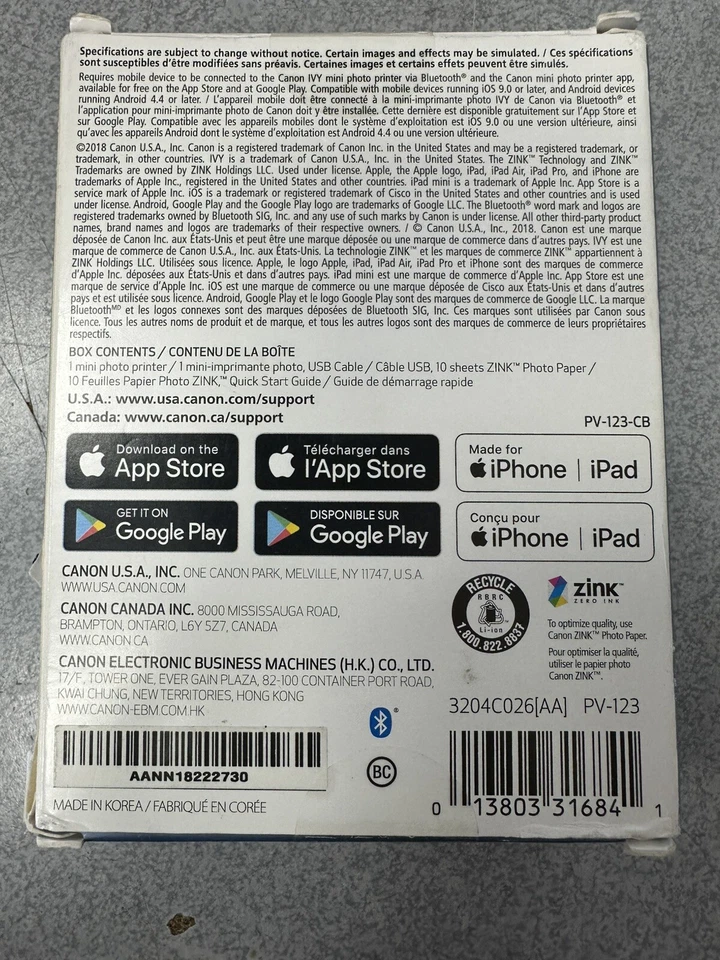 Specifications are subject to change without notice. Certain images and effects may be simulated. / Ces spécifications
sont susceptibles d'être modifiées sans préavis. Certaines images et certains effets peuvent être simulés.
Requires mobile device to be connected to the Canon IVY mini photo printer via Bluetooth® and the Canon mini photo printer app,
available for free on the App Store and at Google Play. Compatible with mobile devices running iOS 9.0 or later, and Android devices
running Android 4.4 or later. / L'appareil mobile doit être connecté à la mini-imprimante photo IVY de Canon via Bluetooth® et
l'application pour mini-imprimante photo de Canon doit y être installée. Cette dernière est disponible gratuitement sur l'App Store et
sur Google Play. Compatible avec les appareils mobiles dont le système d'exploitation est iOS 9.0 ou une version ultérieure, ainsi
qu'avec les appareils Android dont le système d'exploitation est Android 4.4 ou une version ultérieure.
©2018 Canon U.S.A., Inc. Canon is a registered trademark of Canon Inc. in the United States and may be a registered trademark, or
trademark, in other countries. IVY is a trademark of Canon U.S.A., Inc. in the United States. The ZINK™ Technology and ZINK™
Trademarks are owned by ZINK Holdings LLC. Used under license. Apple, the Apple logo, iPad, iPad Air, iPad Pro, and iPhone are
trademarks of Apple Inc., registered in the United States and other countries. iPad mini is a trademark of Apple Inc. App Store is a
service mark of Apple Inc. iOS is a trademark or registered trademark of Cisco in the United States and other countries and is used
under license. Android, Google Play and the Google Play logo are trademarks of Google LLC. The Bluetooth® word mark and logos are
registered trademarks owned by Bluetooth SIG, Inc. and any use of such marks by Canon is under license. All other third-party product
names, brand names and logos are trademarks of their respective owners. / © Canon U.S.A., Inc., 2018. Canon est une marque
déposée de Canon Inc. aux États-Unis et peut être une marque déposée ou une marque de commerce dans d'autres pays. IVY est une
marque de commerce de Canon U.S.A., Inc. aux États-Unis. La technologie ZINK™ et les marques de commerce ZINK™ appartiennent à
ZINK Holdings LLC. Utilisées sous licence. Apple, le logo Apple, iPad, iPad Air, iPad Pro et iPhone sont des marques de commerce
d'Apple Inc. déposées aux États-Unis et dans d'autres pays. iPad mini est une marque de commerce d'Apple Inc. App Store est une
marque de service d'Apple Inc. iOS est une marque de commerce ou une marque déposée de Cisco aux États-Unis et dans d'autres
pays et est utilisée sous licence. Android, Google Play et le logo Google Play sont des marques de commerce de Google LLC. La marque
Bluetooth MD et les logos connexes sont des marques déposées de Bluetooth SIG, Inc. Ces marques sont utilisées par Canon sous
licence. Tous les autres noms de produit et de marque, et tous les autres logos sont des marques de commerce de leurs propriétaires
respectifs.
BOX CONTENTS / CONTENU DE LA BOÎTE
1 mini photo printer / 1 mini-imprimante photo, USB Cable / Câble USB, 10 sheets ZINK™ Photo Paper /
10 Feuilles Papier Photo ZINK,™ Quick Start Guide / Guide de démarrage rapide
U.S.A.: www.usa.canon.com/support
Canada: www.canon.ca/support
PV-123-CB
Download on the
App Store
Télécharger dans
l'App Store
Made for
iPhone | iPad
GET IT ON
Google Play
DISPONIBLE SUR
Google Play
Conçu pour
iPhone | iPad
CANON U.S.A., INC. ONE CANON PARK, MELVILLE, NY 11747, U.S.A.
WWW.USA.CANON.COM
CANON CANADA INC. 8000 MISSISSAUGA ROAD,
BRAMPTON, ONTARIO, L6Y 5Z7, CANADA
WWW.CANON.CA
CANON ELECTRONIC BUSINESS MACHINES (H.K.) CO., LTD.
17/F, TOWER ONE, EVER GAIN PLAZA, 82-100 CONTAINER PORT ROAD,
KWAI CHUNG, NEW TERRITORIES, HONG KONG
WWW.CANON-EBM.COM.HK
RECYCLE
RBRC
Li-ion
1.800.822.8837
zink™
ZERO INK
To optimize quality, use
Canon ZINK™ Photo Paper.
Pour optimiser la qualité,
utiliser le papier photo
Canon ZINK™.
3204C026[AA] PV-123
AANN18222730
BC
MADE IN KOREA / FABRIQUÉ EN CORÉE
0 13803 31684 1